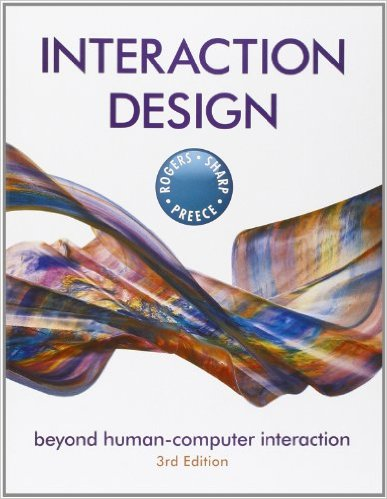 INTERACTION
DESIGN
ROGERS • SHARP • PREECE •
beyond human-computer interaction
3rd Edition